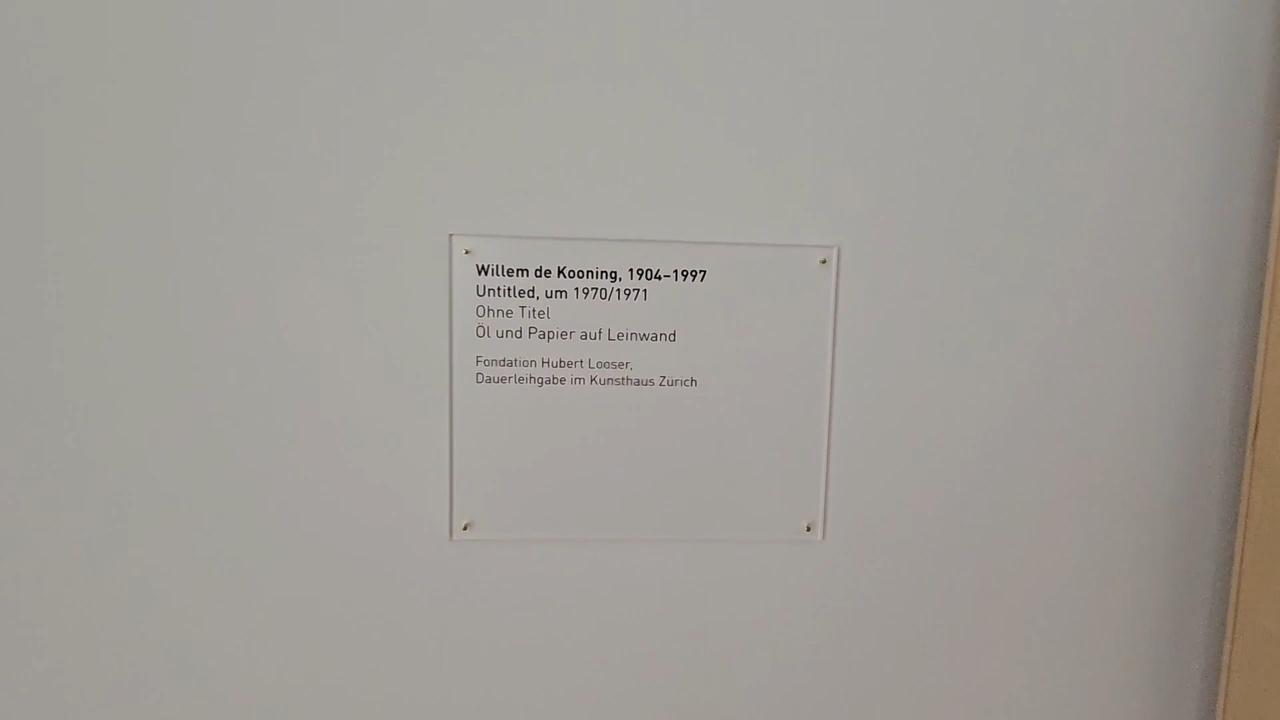 Willem de Kooning, 1904–1997
Untitled, um 1970/1971
Ohne Titel
Öl und Papier auf Leinwand
Fondation Hubert Looser,
Dauerleihgabe im Kunsthaus Zürich